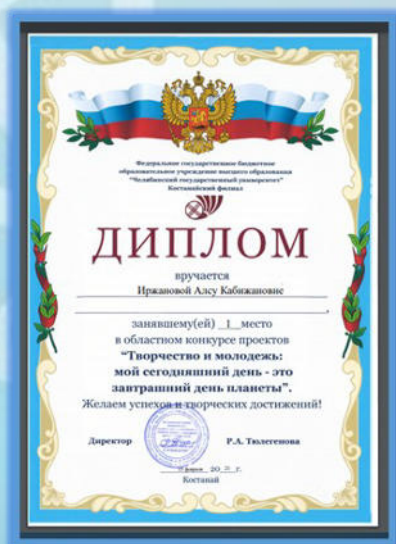 Федеральное государственное бюджетное
образовательное учреждение высшего образования
"Челябинский государственный университет"
Костанайский филиал
ДИПЛОМ
вручается
Иржановой Алсу Кабижановне
занявшему(ей) 1 место
в областном конкурсе проектов
"Творчество и молодежь:
мой сегодняшний день - это
завтрашний день планеты".
Желаем успехов и творческих достижений!
Директор Р.А. Тюлегенова
20 г.
Костанай